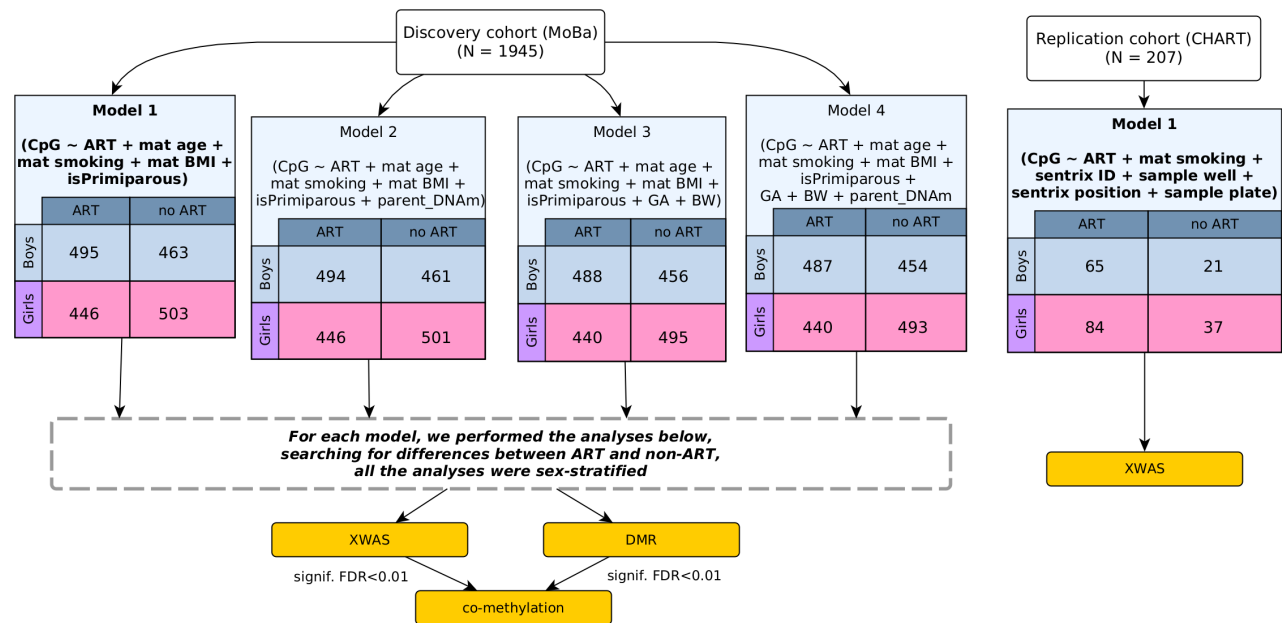 Discovery cohort (MoBa)
(N = 1945)
Replication cohort (CHART)
(N = 207)
Model 1
(CpG ~ ART + mat age +
mat smoking + mat BMI +
isPrimiparous)
ART no ART
Boys 495 463
Girls 446 503
Model 2
(CpG ~ ART + mat age +
mat smoking + mat BMI +
isPrimiparous + parent_DNAm)
ART no ART
Boys 494 461
Girls 446 501
Model 3
(CpG ~ ART + mat age +
mat smoking + mat BMI +
isPrimiparous + GA + BW)
ART no ART
Boys 488 456
Girls 440 495
Model 4
(CpG ~ ART + mat age +
mat smoking + mat BMI +
isPrimiparous +
GA + BW + parent_DNAm
ART no ART
Boys 487 454
Girls 440 493
Model 1
(CpG ~ ART + mat smoking +
sentrix ID + sample well +
sentrix position + sample plate)
ART no ART
Boys 65 21
Girls 84 37
For each model, we performed the analyses below,
searching for differences between ART and non-ART,
all the analyses were sex-stratified
XWAS
XWAS
DMR
signif. FDR<0.01
signif. FDR<0.01
co-methylation